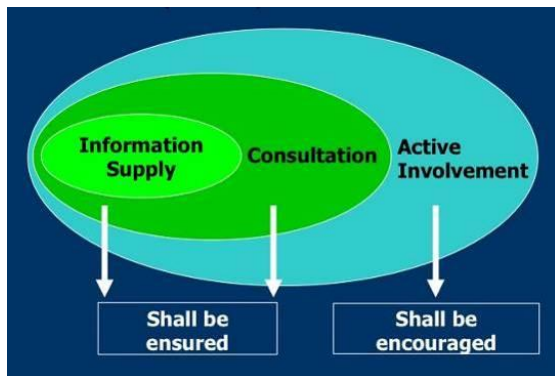 Information
Supply
Consultation
Active
Involvement
Shall be
ensured
Shall be
encouraged